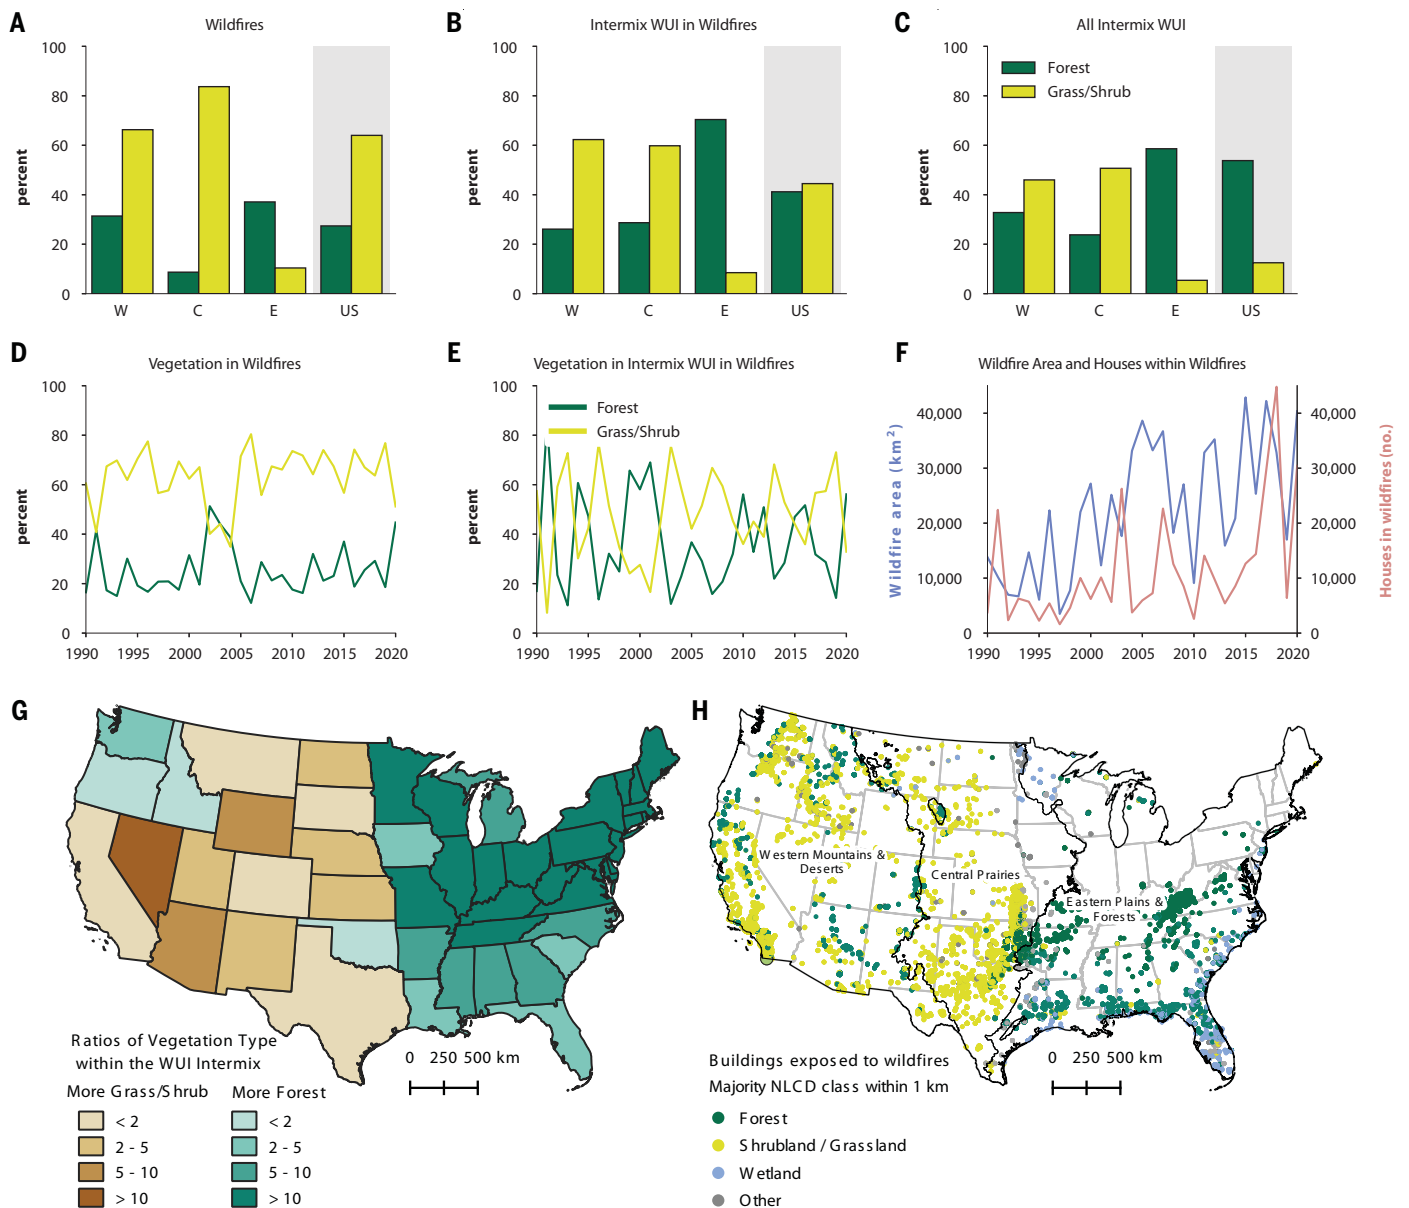 A
Wildfires
100
80
60
40
20
0
percent
W C E US
B
Intermix WUI in Wildfires
100
80
60
40
20
0
percent
W C E US
C
All Intermix WUI
100
80
60
40
20
0
percent
Forest
Grass/Shrub
W C E US
D
Vegetation in Wildfires
100
80
60
40
20
0
percent
1990 1995 2000 2005 2010 2015 2020
E
Vegetation in Intermix WUI in Wildfires
100
80
60
40
20
0
percent
Forest
Grass/Shrub
1990 1995 2000 2005 2010 2015 2020
F
Wildfire Area and Houses within Wildfires
40,000
30,000
20,000
10,000
0
Wildfire area (km²)
40,000
30,000
20,000
10,000
0
Houses in wildfires (no.)
1990 1995 2000 2005 2010 2015 2020
G
Ratios of Vegetation Type
within the WUI Intermix
More Grass/Shrub
< 2
2 - 5
5 - 10
> 10
More Forest
< 2
2 - 5
5 - 10
> 10
0 250 500 km
H
Western Mountains &
Deserts
Central Prairies
Eastern Plains &
Forests
Buildings exposed to wildfires
Majority NLCD class within 1 km
Forest
Shrubland / Grassland
Wetland
Other
0 250 500 km